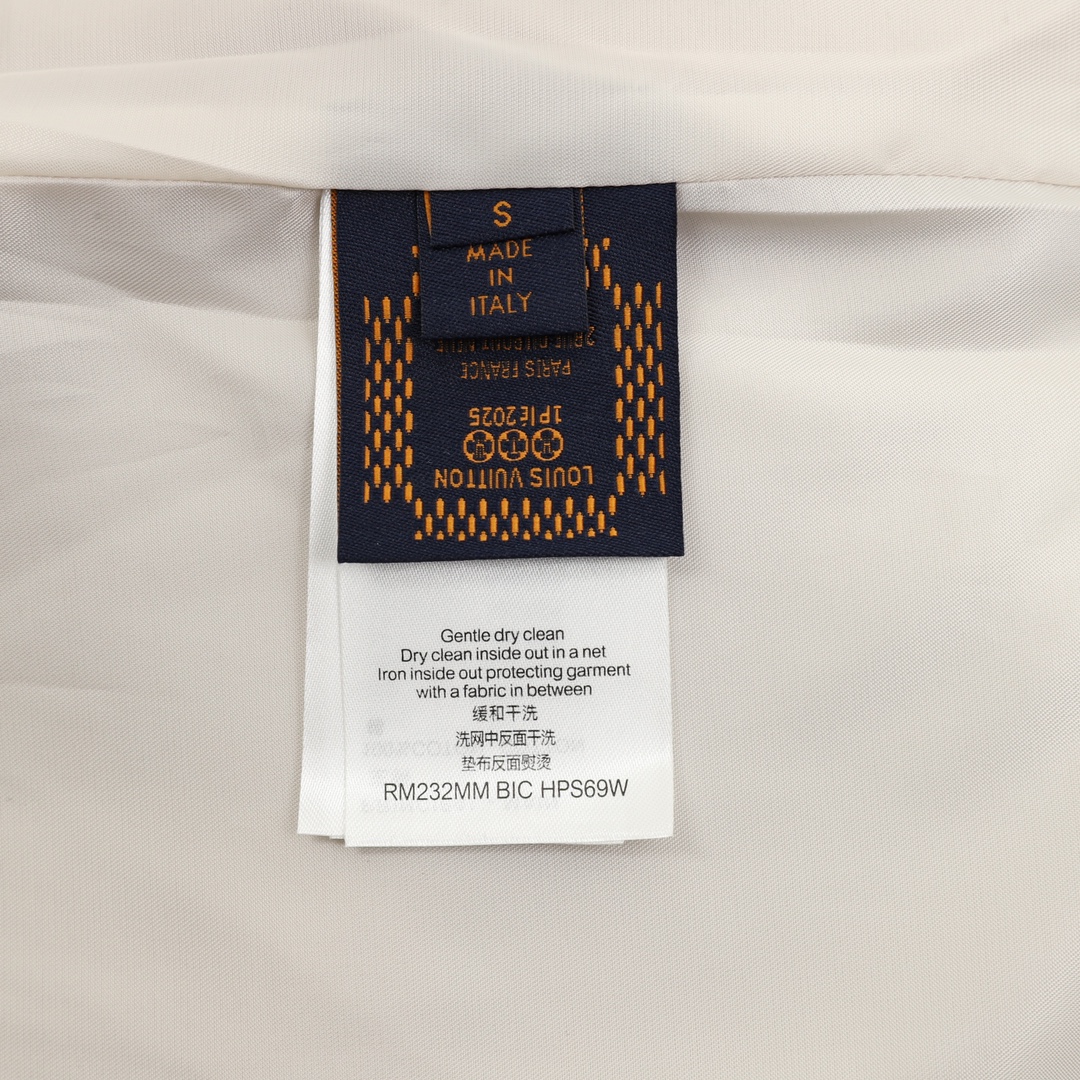 S
MADE
IN
ITALY
PARIS FRANCE
1Plé2025
LOUIS VUITTON
Gentle dry clean
Dry clean inside out in a net
Iron inside out protecting garment
with a fabric in between
缓和干洗
洗网中反面干洗
垫布反面熨烫
RM232MM BIC HPS69W